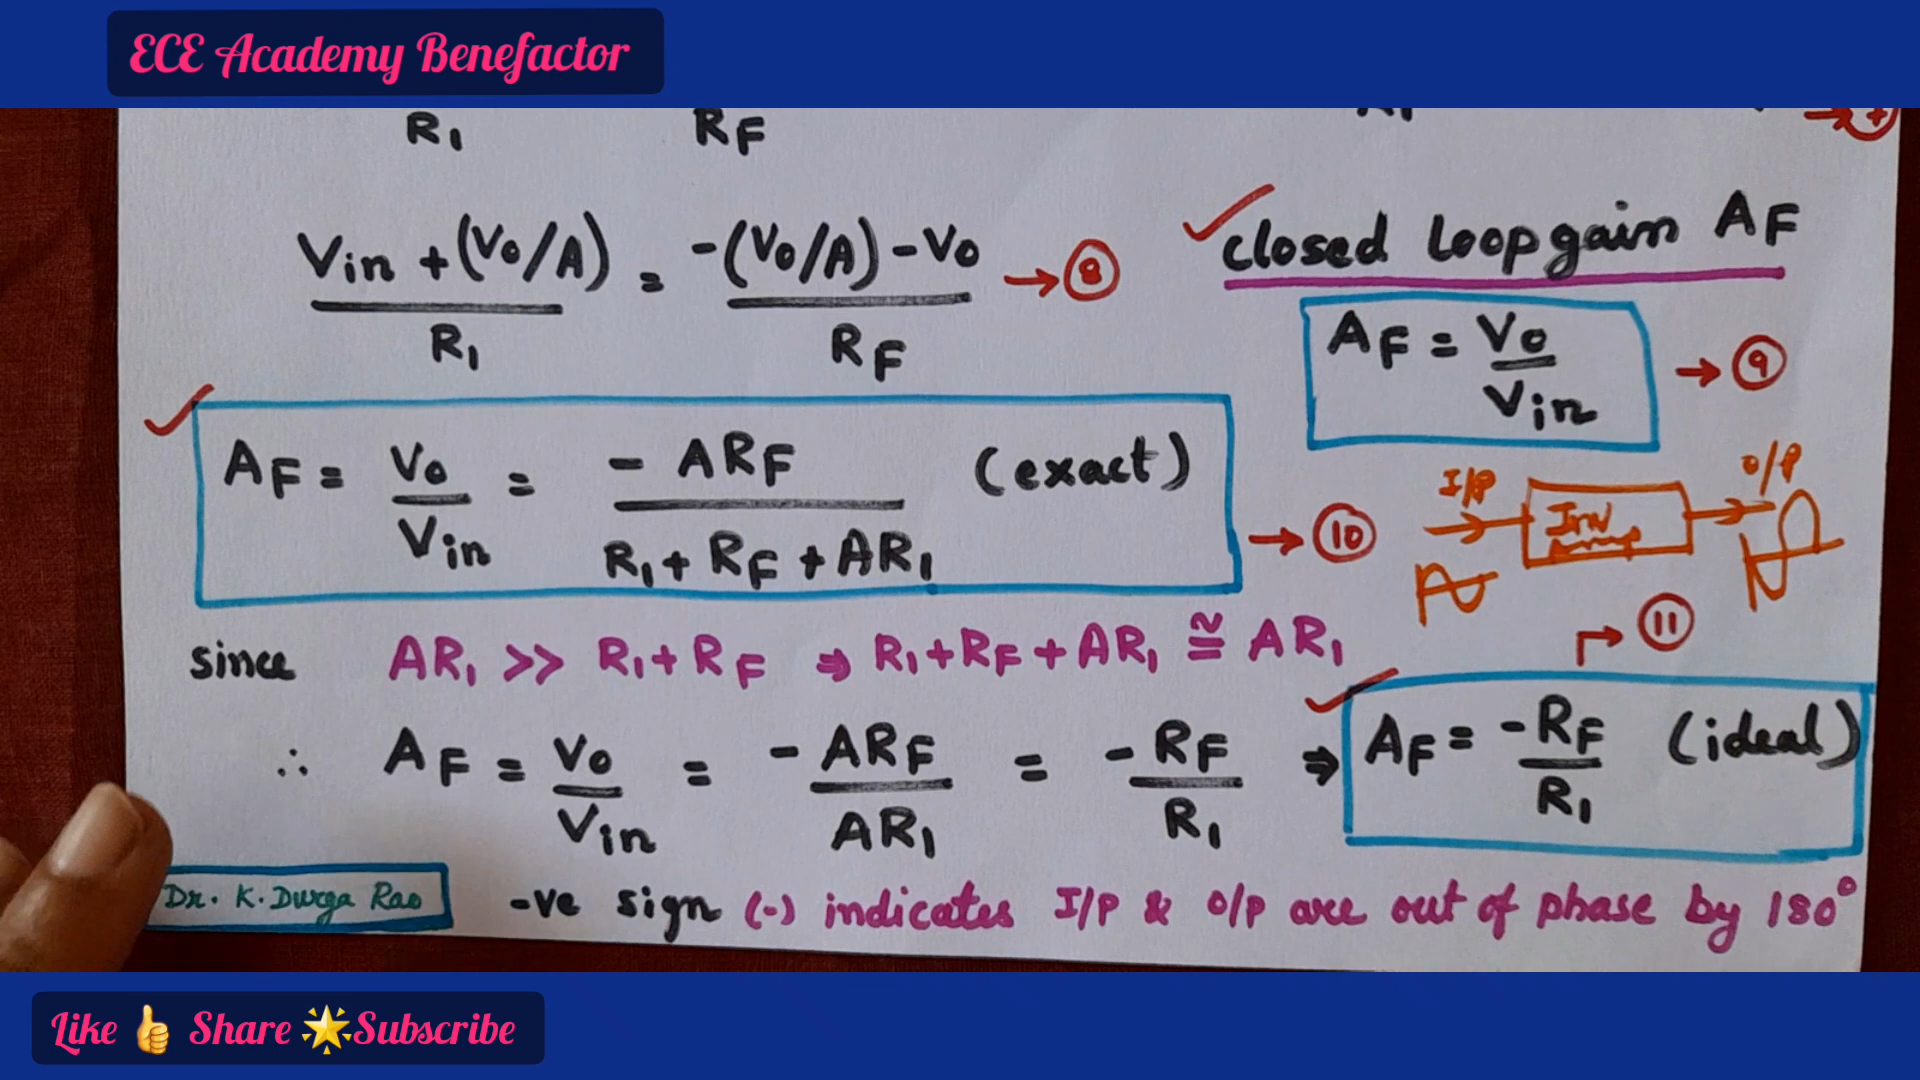 ECE Academy Benefactor
R1 RF
Vin + (Vo/A) / R1 = -(Vo/A) - Vo / RF → 8
closed loop gain AF
AF = Vo / Vin → 9
AF = Vo / Vin = - ARF / R1 + RF + AR1 (exact) → 10
I/P Inv Amp O/P
since AR1 >> R1 + RF ⇒ R1 + RF + AR1 ≅ AR1
∴ AF = Vo / Vin = - ARF / AR1 = - RF / R1 ⇒ AF = -RF / R1 (ideal) → 11
Dr. K. Durga Rao
-ve sign (-) indicates I/P & O/P are out of phase by 180°
Like 👍 Share 🌟Subscribe